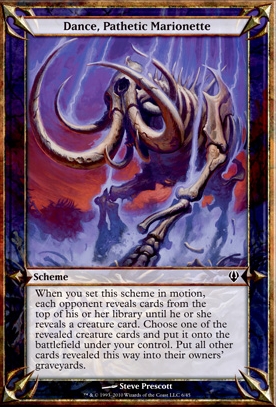 Dance, Pathetic Marionette
Scheme
When you set this scheme in motion,
each opponent reveals cards from the
top of his or her library until he or she
reveals a creature card. Choose one of the
revealed creature cards and put it onto the
battlefield under your control. Put all other
cards revealed this way into their owners'
graveyards.
Steve Prescott
™ & © 1993–2010 Wizards of the Coast LLC 6/45